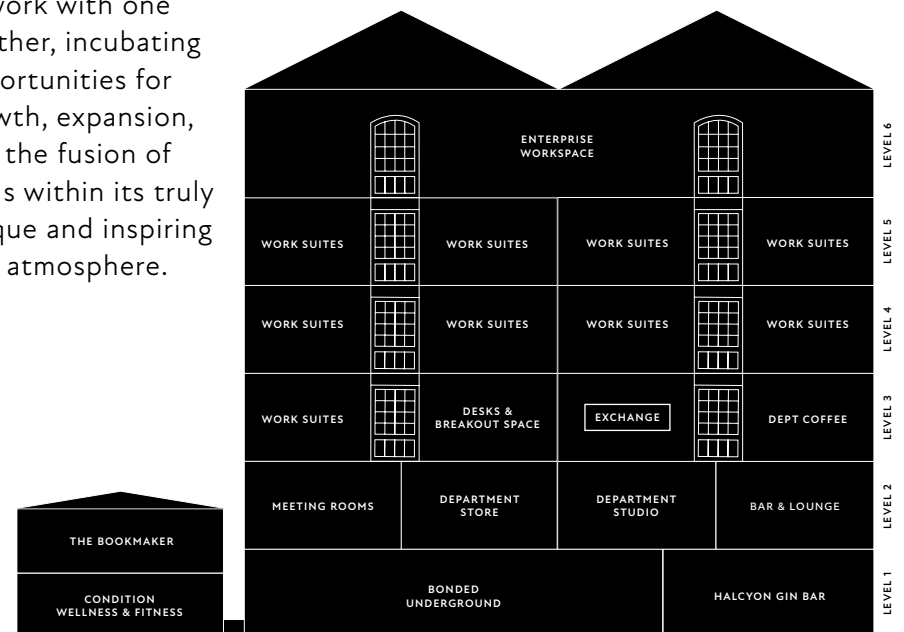 work with one
ther, incubating
ortunities for
wth, expansion,
the fusion of
s within its truly
que and inspiring
atmosphere.
ENTERPRISE
WORKSPACE
LEVEL 6
WORK SUITES
WORK SUITES
WORK SUITES
WORK SUITES
LEVEL 5
WORK SUITES
WORK SUITES
WORK SUITES
WORK SUITES
LEVEL 4
WORK SUITES
DESKS &
BREAKOUT SPACE
EXCHANGE
DEPT COFFEE
LEVEL 3
MEETING ROOMS
DEPARTMENT
STORE
DEPARTMENT
STUDIO
BAR & LOUNGE
LEVEL 2
THE BOOKMAKER
CONDITION
WELLNESS & FITNESS
BONDED
UNDERGROUND
HALCYON GIN BAR
LEVEL 1